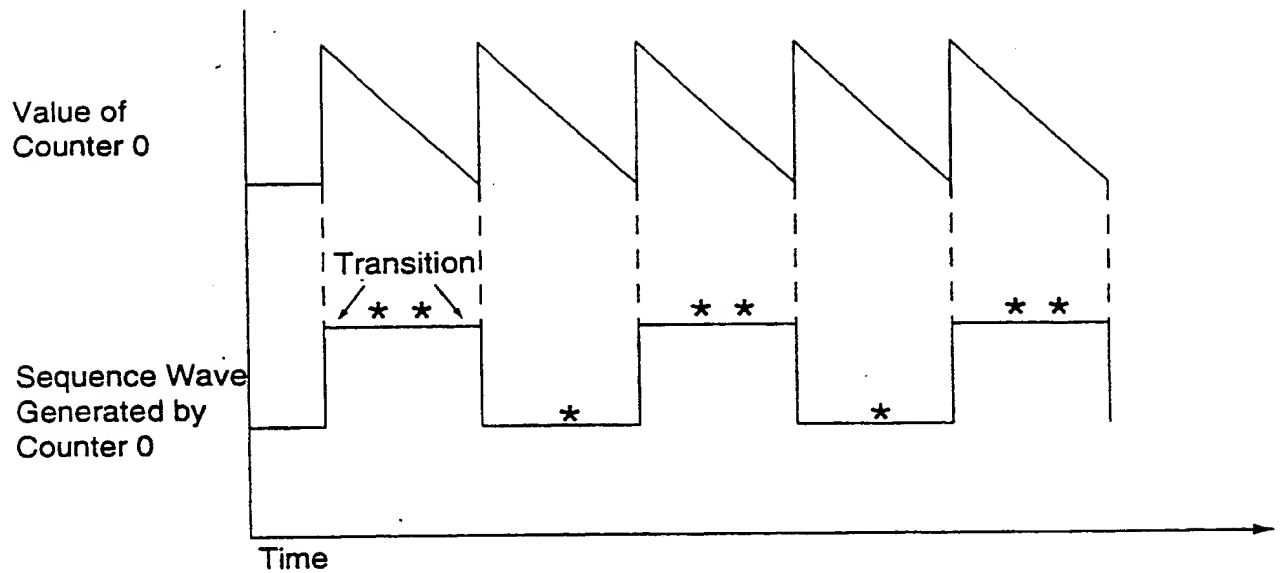 Value of
Counter 0
Transition
* * * * * *
Sequence Wave
Generated by
Counter 0
* *
Time